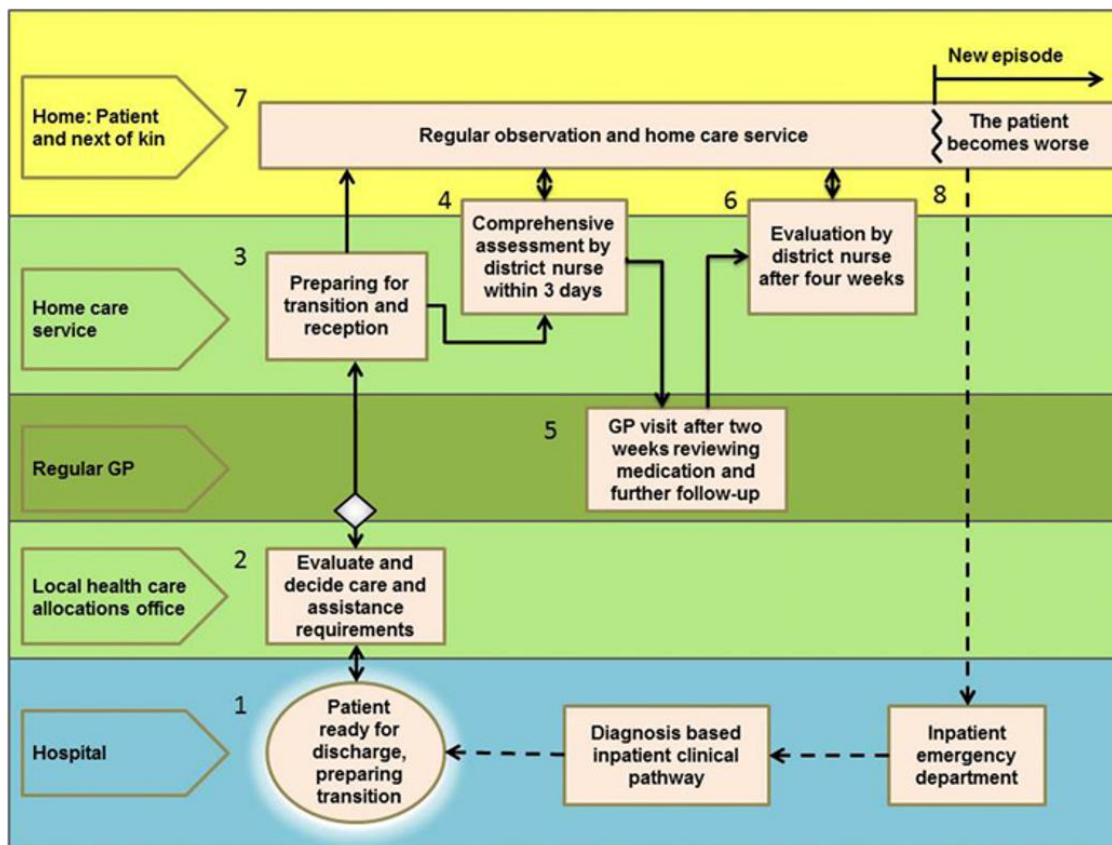 New episode
7
Home: Patient
and next of kin
Regular observation and home care service
The patient
becomes worse
4
6
8
3
Home care
service
Preparing for
transition and
reception
Comprehensive
assessment by
district nurse
within 3 days
Evaluation by
district nurse
after four weeks
5
Regular GP
GP visit after two
weeks reviewing
medication and
further follow-up
2
Local health care
allocations office
Evaluate and
decide care and
assistance
requirements
1
Hospital
Patient
ready for
discharge,
preparing
transition
Diagnosis based
inpatient clinical
pathway
Inpatient
emergency
department